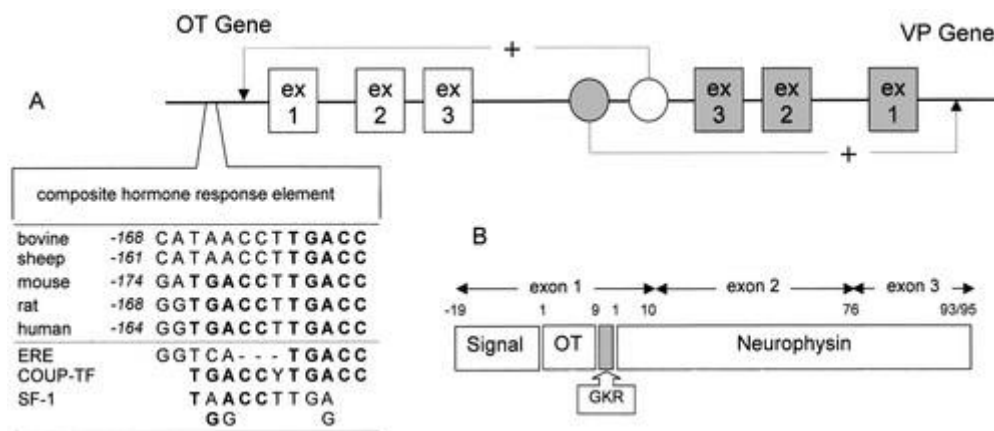 OT Gene
VP Gene
+
A
ex 1
ex 2
ex 3
ex 3
ex 2
ex 1
+
composite hormone response element
bovine -168 CATAACCTTGACC
sheep -161 CATAACCTTGACC
mouse -174 GATGACCTTGACC
rat -168 GGTGACCTTGACC
human -164 GGTGACCTTGACC
ERE GGTCA---TGACC
COUP-TF TGACCYTGACC
SF-1 TAACCTTGA
GG G
B
exon 1 exon 2 exon 3
-19 1 9 1 10 76 93/95
Signal OT Neurophysin
GKR